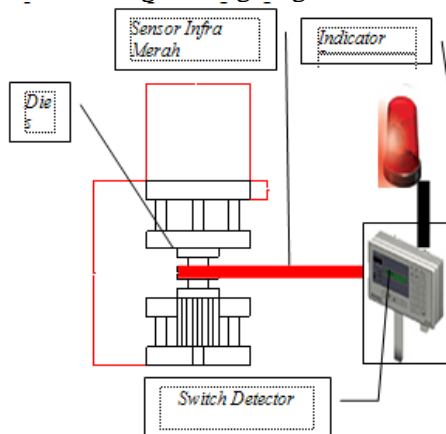 Sensor Infra
Merah
Indicator
Die
s
Switch Detector